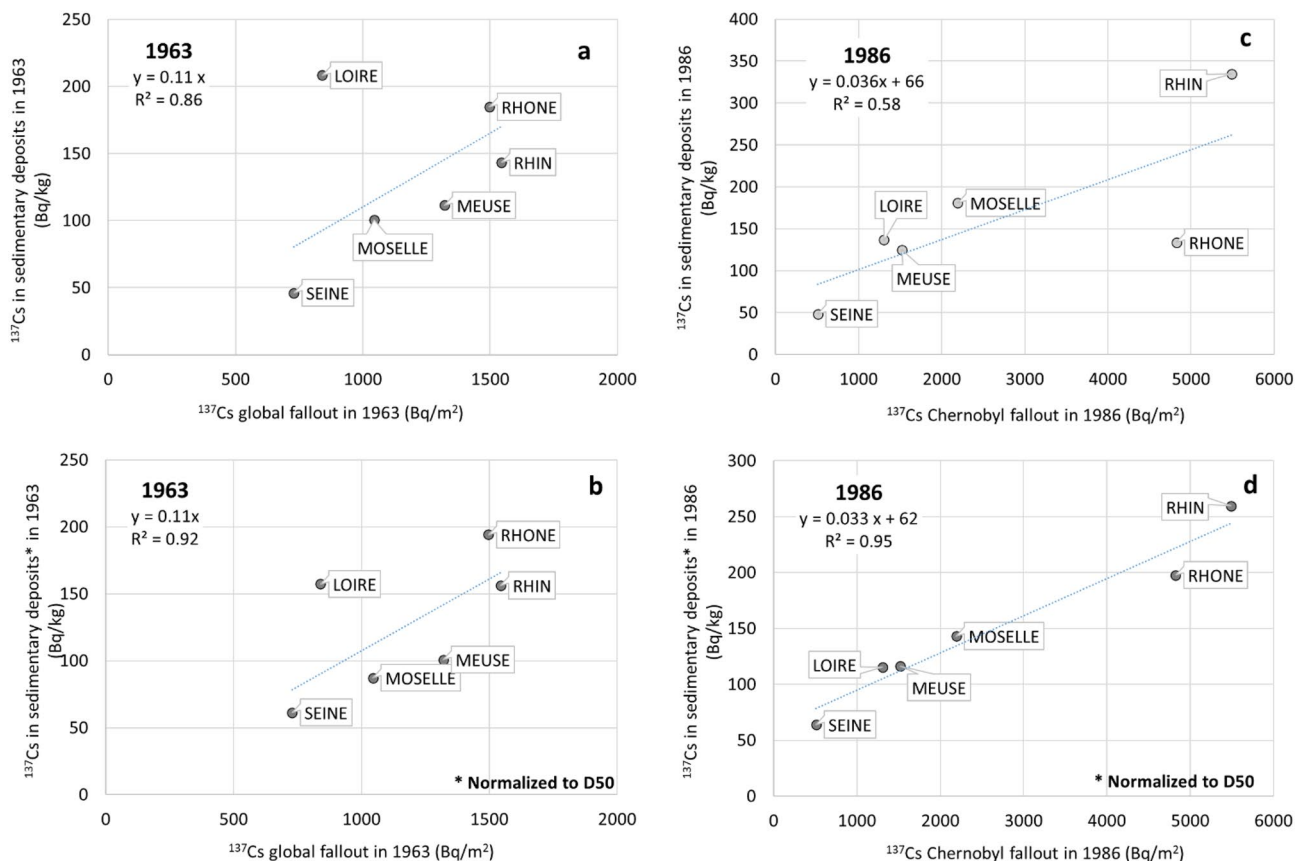 ¹³⁷Cs in sedimentary deposits in 1963
(Bq/kg)
250
200
150
100
50
0
1963
y = 0.11 x
R² = 0.86
a
LOIRE
RHONE
RHIN
MEUSE
MOSELLE
SEINE
0 500 1000 1500 2000
¹³⁷Cs global fallout in 1963 (Bq/m²)
¹³⁷Cs in sedimentary deposits in 1986
(Bq/kg)
400
350
300
250
200
150
100
50
0
1986
y = 0.036x + 66
R² = 0.58
c
RHIN
LOIRE
MOSELLE
RHONE
MEUSE
SEINE
0 1000 2000 3000 4000 5000 6000
¹³⁷Cs Chernobyl fallout in 1986 (Bq/m²)
¹³⁷Cs in sedimentary deposits* in 1963
(Bq/kg)
250
200
150
100
50
0
1963
y = 0.11x
R² = 0.92
b
RHONE
LOIRE
RHIN
MEUSE
MOSELLE
SEINE
* Normalized to D50
0 500 1000 1500 2000
¹³⁷Cs global fallout in 1963 (Bq/m²)
¹³⁷Cs in sedimentary deposits* in 1986
(Bq/kg)
300
250
200
150
100
50
0
1986
y = 0.033 x + 62
R² = 0.95
d
RHIN
RHONE
MOSELLE
LOIRE
MEUSE
SEINE
* Normalized to D50
0 1000 2000 3000 4000 5000 6000
¹³⁷Cs Chernobyl fallout in 1986 (Bq/m²)